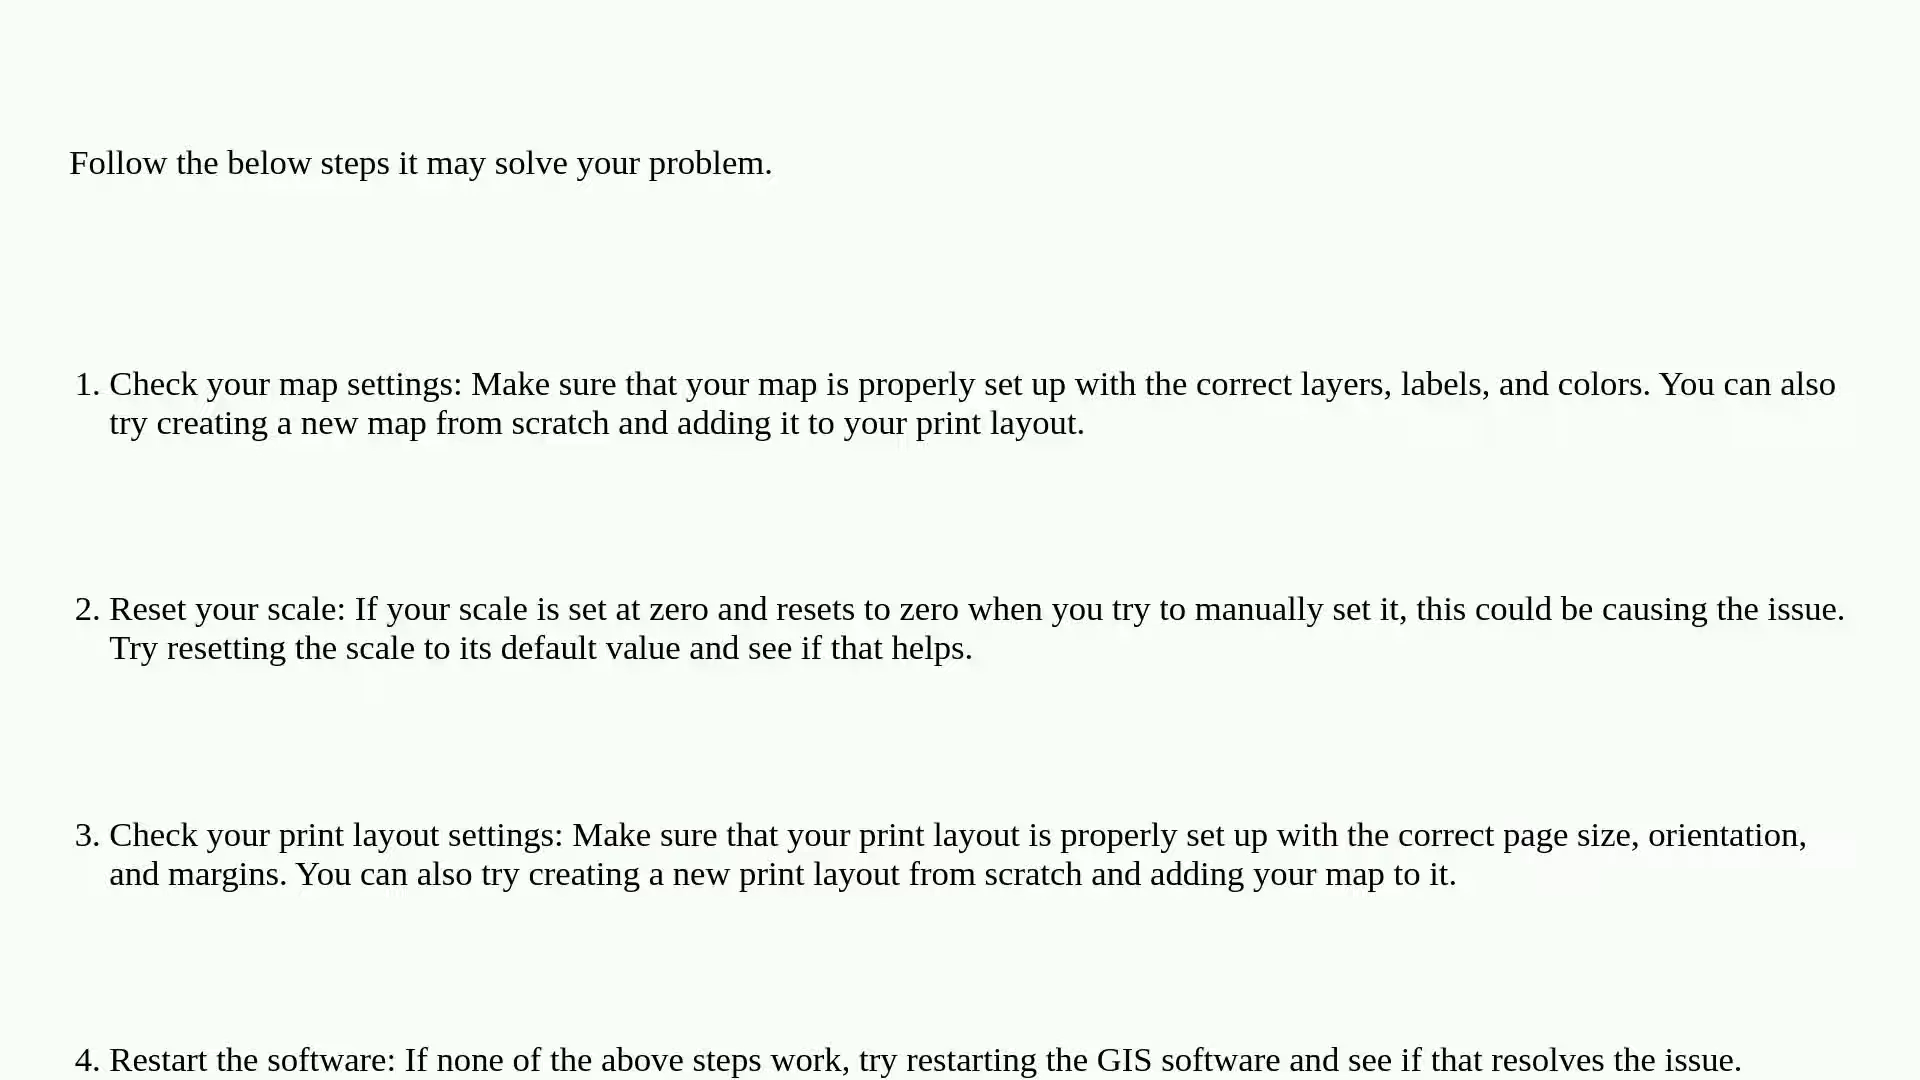 Follow the below steps it may solve your problem.
1. Check your map settings: Make sure that your map is properly set up with the correct layers, labels, and colors. You can also
try creating a new map from scratch and adding it to your print layout.
2. Reset your scale: If your scale is set at zero and resets to zero when you try to manually set it, this could be causing the issue.
Try resetting the scale to its default value and see if that helps.
3. Check your print layout settings: Make sure that your print layout is properly set up with the correct page size, orientation,
and margins. You can also try creating a new print layout from scratch and adding your map to it.
4. Restart the software: If none of the above steps work, try restarting the GIS software and see if that resolves the issue.